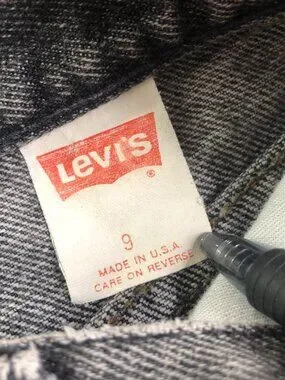 Levi's
®
9
MADE IN U.S.A.
CARE ON REVERSE